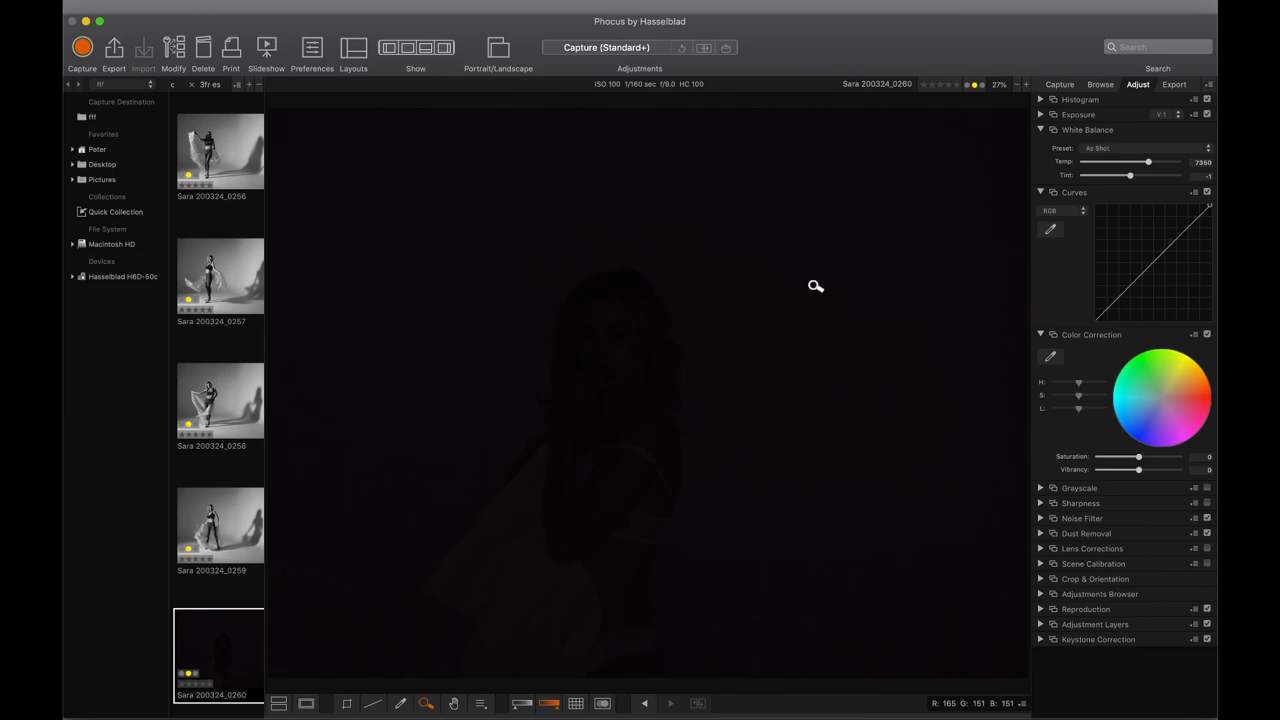 Phocus by Hasselblad
Capture (Standard+)
Search
Capture Export Import Modify Delete Print Slideshow Preferences Layouts Show Portrait/Landscape Adjustments Search
fff c × 3fr es + − ISO 100 1/160 sec f/9.0 HC 100 Sara 200324_0260 27% − + Capture Browse Adjust Export
Capture Destination
fff
Favorites
Peter
Desktop
Pictures
Collections
Quick Collection
File System
Macintosh HD
Devices
Hasselblad H6D-50c
Sara 200324_0256
Sara 200324_0257
Sara 200324_0258
Sara 200324_0259
Sara 200324_0260
Histogram
Exposure V 1
White Balance
Preset: As Shot
Temp: 7350
Tint: -1
Curves
RGB
Color Correction
H:
S:
L:
Saturation: 0
Vibrancy: 0
Grayscale
Sharpness
Noise Filter
Dust Removal
Lens Corrections
Scene Calibration
Crop & Orientation
Adjustments Browser
Reproduction
Adjustment Layers
Keystone Correction
R: 165 G: 151 B: 151